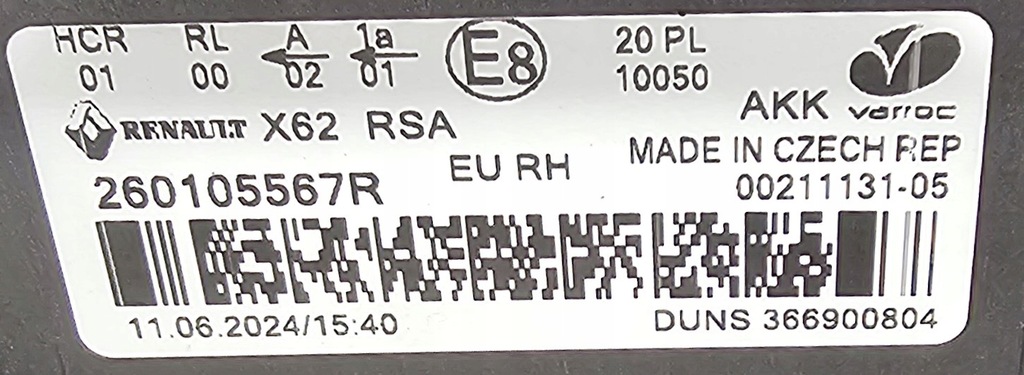 HCR RL A 1a E8 20 PL
01 00 02 01 10050
AKK varroc
RENAULT X62 RSA
EU RH MADE IN CZECH REP
260105567R 00211131-05
11.06.2024/15:40 DUNS 366900804